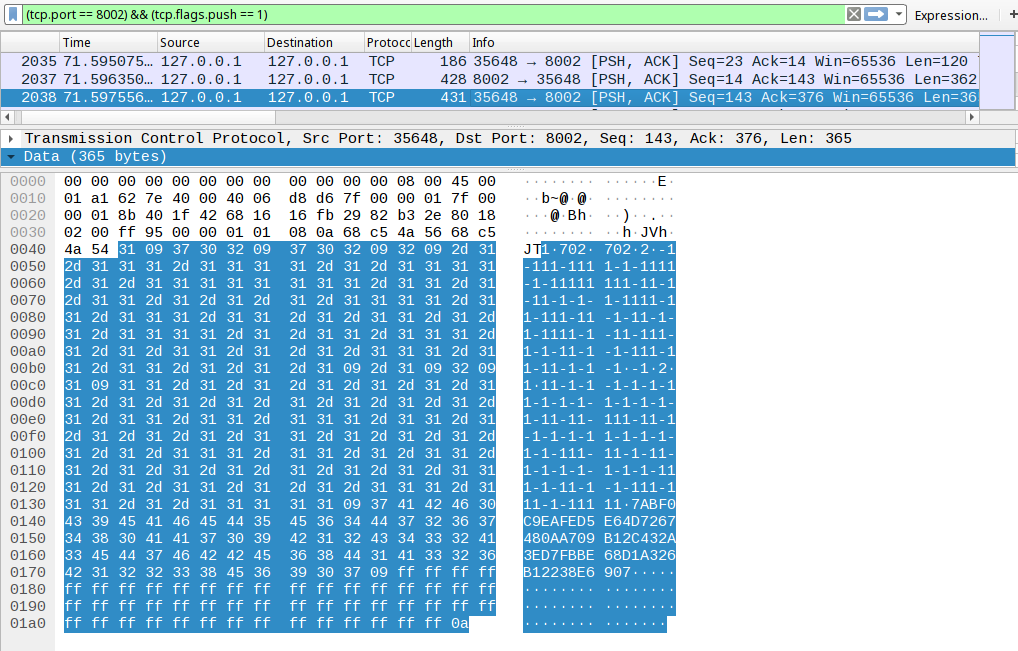 (tcp.port == 8002) && (tcp.flags.push == 1) Expression... +
Time Source Destination Protocc Length Info
2035 71.595075… 127.0.0.1 127.0.0.1 TCP 186 35648 → 8002 [PSH, ACK] Seq=23 Ack=14 Win=65536 Len=120
2037 71.596350… 127.0.0.1 127.0.0.1 TCP 428 8002 → 35648 [PSH, ACK] Seq=14 Ack=143 Win=65536 Len=362
2038 71.597556… 127.0.0.1 127.0.0.1 TCP 431 35648 → 8002 [PSH, ACK] Seq=143 Ack=376 Win=65536 Len=36
Transmission Control Protocol, Src Port: 35648, Dst Port: 8002, Seq: 143, Ack: 376, Len: 365
Data (365 bytes)
0000 00 00 00 00 00 00 00 00 00 00 00 00 08 00 45 00 ········ ······E·
0010 01 a1 62 7e 40 00 40 06 d8 d6 7f 00 00 01 7f 00 ··b~@·@· ········
0020 00 01 8b 40 1f 42 68 16 16 fb 29 82 b3 2e 80 18 ···@·Bh· ··)··.··
0030 02 00 ff 95 00 00 01 01 08 0a 68 c5 4a 56 68 c5 ········ ··h·JVh·
0040 4a 54 31 09 37 30 32 09 37 30 32 09 32 09 2d 31 JT1·702· 702·2·-1
0050 2d 31 31 31 2d 31 31 31 2d 31 2d 31 31 31 31 -111-111 1-1-1111
0060 2d 31 2d 31 31 31 31 31 31 31 31 2d 31 31 2d 31 -1-11111 111-11-1
0070 2d 31 31 2d 31 2d 31 2d 31 2d 31 31 31 31 2d 31 -11-1-1- 1-1111-1
0080 31 2d 31 31 31 2d 31 31 2d 31 2d 31 31 2d 31 2d 1-111-11 -1-11-1-
0090 31 2d 31 31 31 31 2d 31 2d 31 31 2d 31 31 31 2d 1-1111-1 -11-111-
00a0 31 2d 31 2d 31 31 2d 31 2d 31 2d 31 31 31 2d 31 1-1-11-1 -1-111-1
00b0 31 2d 31 31 2d 31 2d 31 2d 31 09 2d 31 09 32 09 1-11-1-1 -1·-1·2·
00c0 31 09 31 31 2d 31 2d 31 2d 31 2d 31 2d 31 2d 31 1·11-1-1 -1-1-1-1
00d0 31 2d 31 2d 31 2d 31 31 2d 31 2d 31 2d 31 2d 1-1-1-11 -1-1-1-
00e0 31 2d 31 31 2d 31 31 2d 31 31 31 2d 31 31 2d 31 1-11-11- 111-11-1
00f0 2d 31 2d 31 2d 31 2d 31 31 2d 31 2d 31 2d 31 2d -1-1-1-1 1-1-1-1-
0100 31 2d 31 2d 31 31 31 2d 31 31 2d 31 2d 31 31 2d 1-1-111- 11-1-11-
0110 31 2d 31 2d 31 2d 31 2d 31 2d 31 2d 31 2d 31 31 1-1-1-1- 1-1-1-11
0120 31 2d 31 2d 31 31 2d 31 31 2d 31 31 31 2d 31 1-1-11-1 1-111-1
0130 31 31 2d 31 2d 31 31 31 31 31 09 37 41 42 46 30 11-1-111 11·7ABF0
0140 43 39 45 41 46 45 44 35 45 36 34 44 37 32 36 37 C9EAFED5 E64D7267
0150 34 38 30 41 41 37 30 39 42 31 32 43 34 33 32 41 480AA709 B12C432A
0160 33 45 44 37 46 42 42 45 36 38 44 31 41 33 32 36 3ED7FBBE 68D1A326
0170 42 31 32 32 33 38 45 36 39 30 37 09 ff ff ff ff B12238E6 907·····
0180 ff ff ff ff ff ff ff ff ff ff ff ff ff ff ff ff ········ ········
0190 ff ff ff ff ff ff ff ff ff ff ff ff ff ff ff ff ········ ········
01a0 ff ff ff ff ff ff ff ff ff ff ff ff ff ff 0a ········ ·······